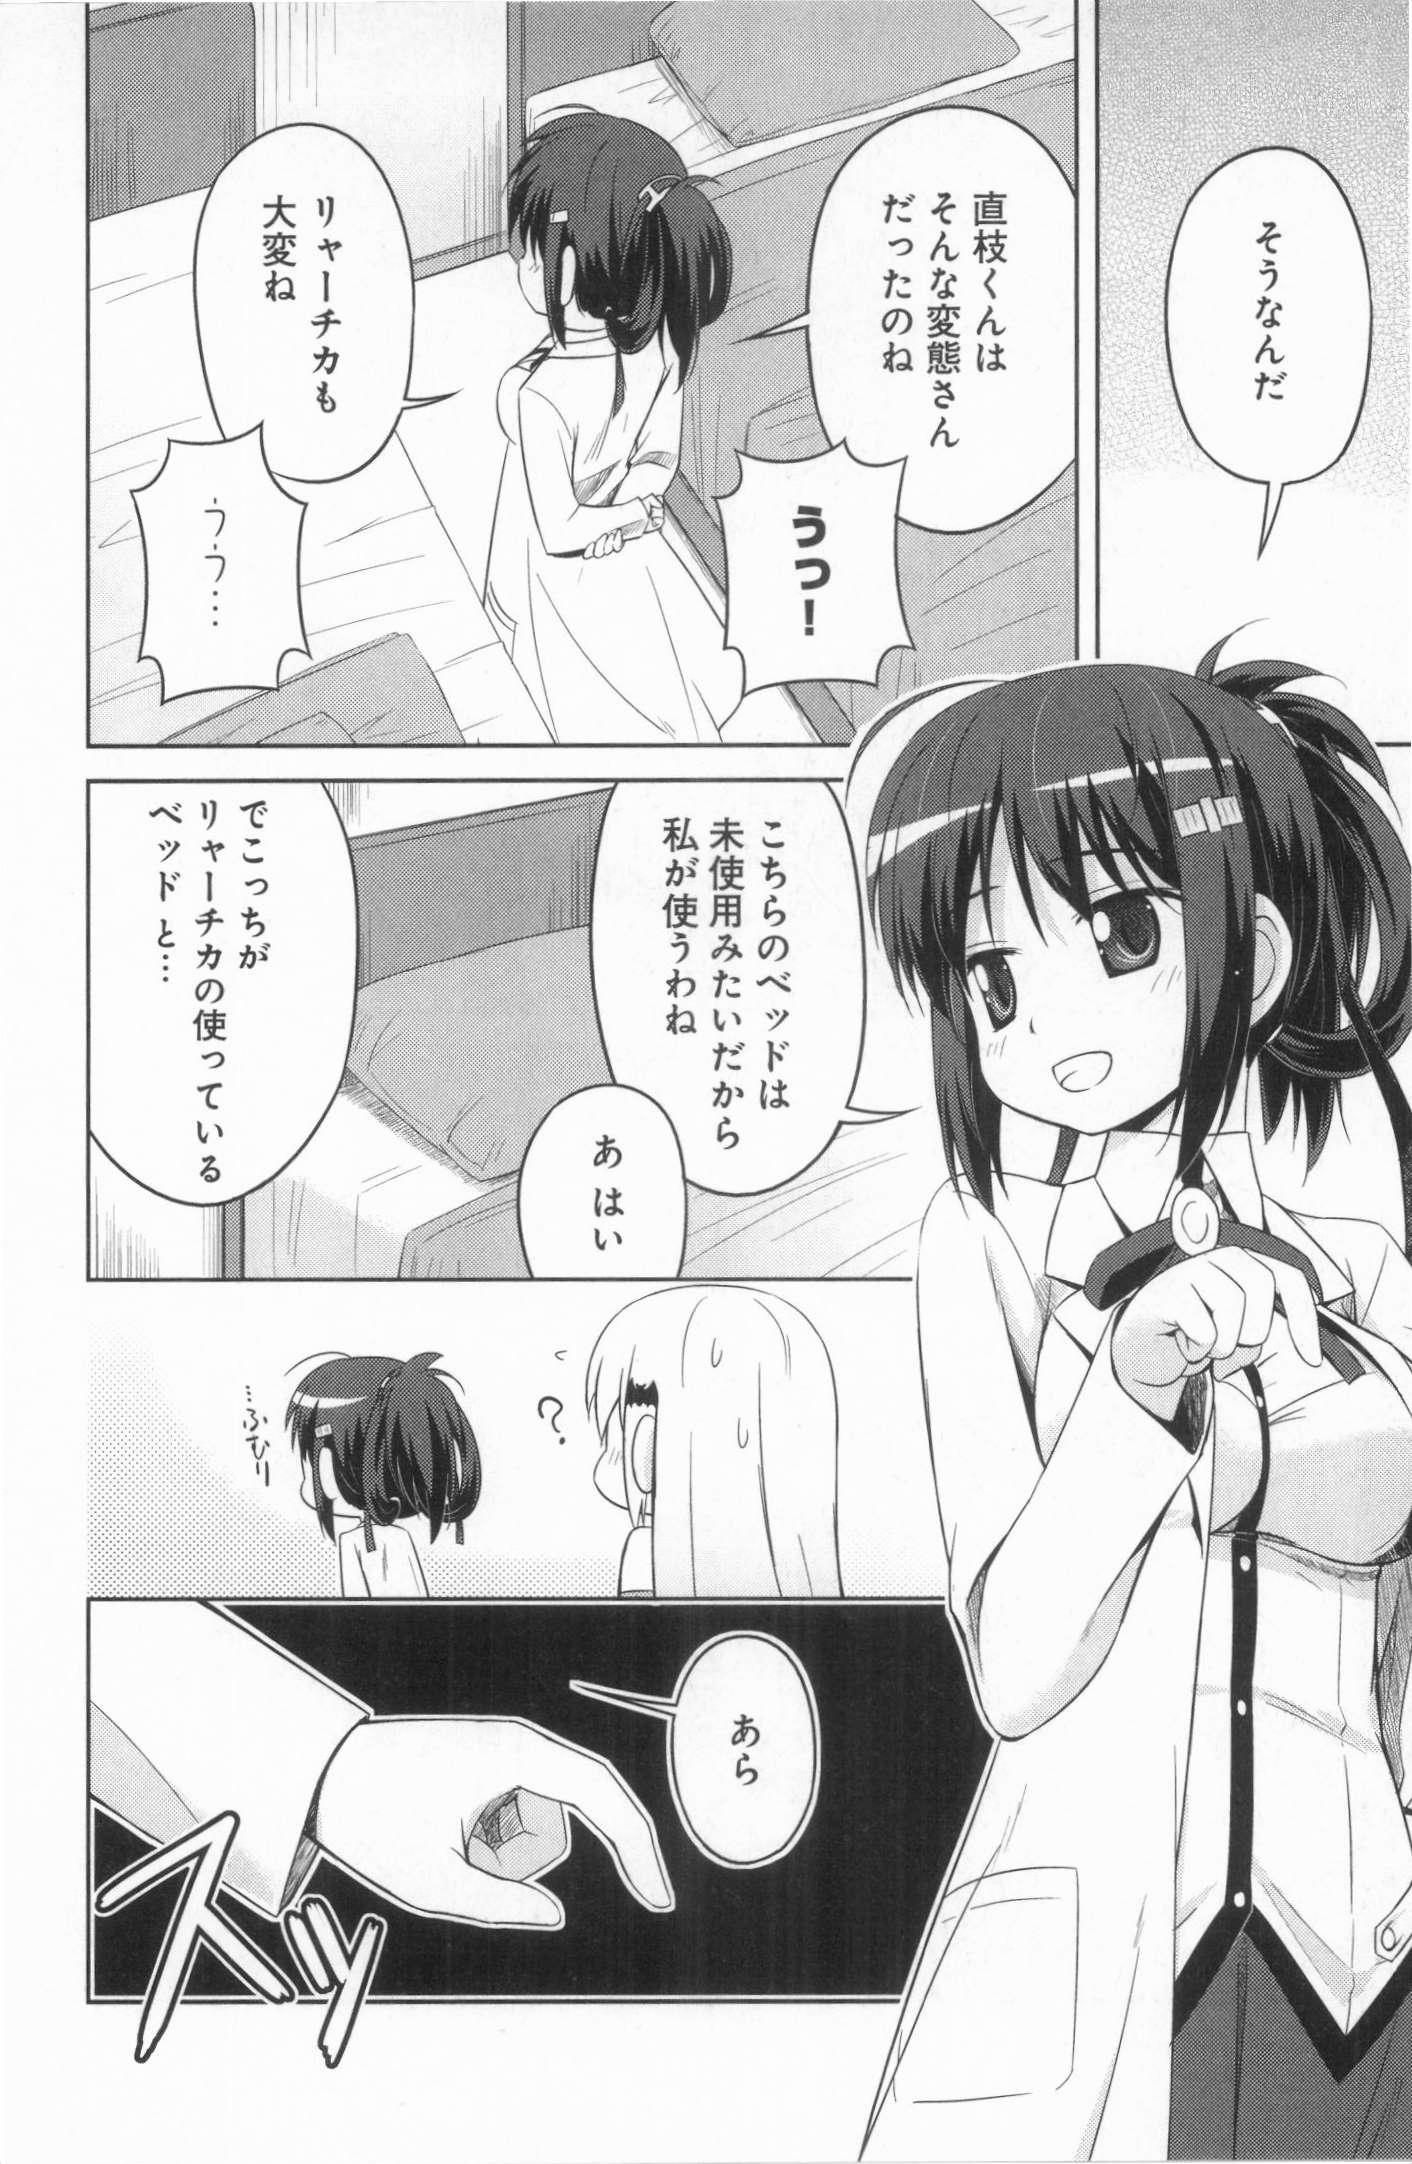 そうなんだ
直枝くんは
そんな変態さん
だったのね
うっ!
リャーチカも
大変ね
うう…
こちらのベッドは
未使用みたいだから
私が使うわね
あ はい
でこっちが
リャーチカの使っている
ベッドと…
?
…ふむり
あら
スッ